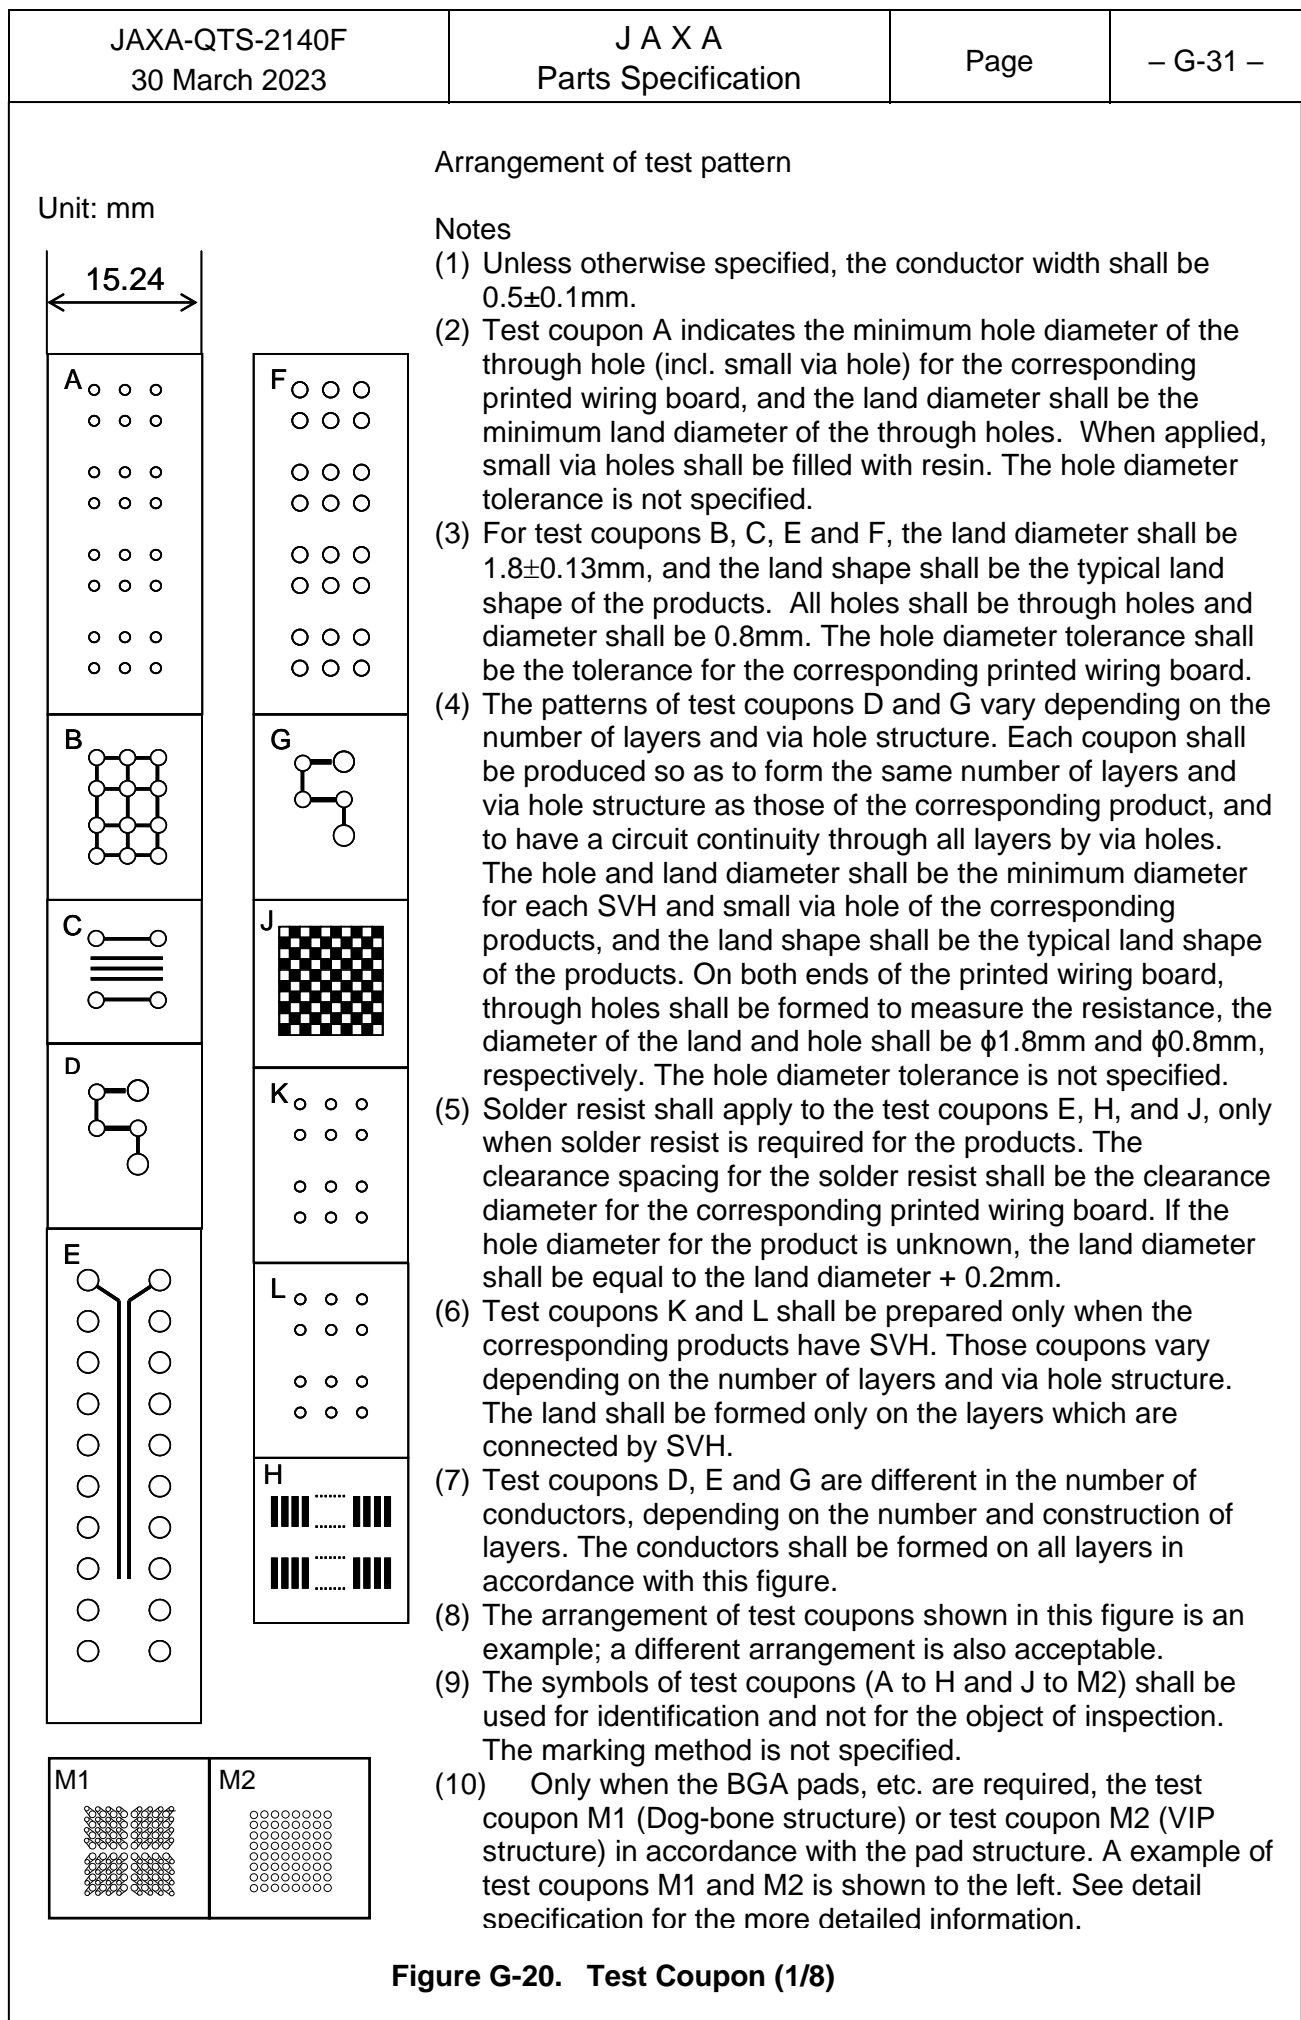 JAXA-QTS-2140F
30 March 2023
J A X A
Parts Specification
Page
– G-31 –
Arrangement of test pattern
Unit: mm
15.24
A
B
C
D
E
F
G
J
K
L
H
M1
M2
Notes
(1) Unless otherwise specified, the conductor width shall be
0.5±0.1mm.
(2) Test coupon A indicates the minimum hole diameter of the
through hole (incl. small via hole) for the corresponding
printed wiring board, and the land diameter shall be the
minimum land diameter of the through holes. When applied,
small via holes shall be filled with resin. The hole diameter
tolerance is not specified.
(3) For test coupons B, C, E and F, the land diameter shall be
1.8±0.13mm, and the land shape shall be the typical land
shape of the products. All holes shall be through holes and
diameter shall be 0.8mm. The hole diameter tolerance shall
be the tolerance for the corresponding printed wiring board.
(4) The patterns of test coupons D and G vary depending on the
number of layers and via hole structure. Each coupon shall
be produced so as to form the same number of layers and
via hole structure as those of the corresponding product, and
to have a circuit continuity through all layers by via holes.
The hole and land diameter shall be the minimum diameter
for each SVH and small via hole of the corresponding
products, and the land shape shall be the typical land shape
of the products. On both ends of the printed wiring board,
through holes shall be formed to measure the resistance, the
diameter of the land and hole shall be ϕ1.8mm and ϕ0.8mm,
respectively. The hole diameter tolerance is not specified.
(5) Solder resist shall apply to the test coupons E, H, and J, only
when solder resist is required for the products. The
clearance spacing for the solder resist shall be the clearance
diameter for the corresponding printed wiring board. If the
hole diameter for the product is unknown, the land diameter
shall be equal to the land diameter + 0.2mm.
(6) Test coupons K and L shall be prepared only when the
corresponding products have SVH. Those coupons vary
depending on the number of layers and via hole structure.
The land shall be formed only on the layers which are
connected by SVH.
(7) Test coupons D, E and G are different in the number of
conductors, depending on the number and construction of
layers. The conductors shall be formed on all layers in
accordance with this figure.
(8) The arrangement of test coupons shown in this figure is an
example; a different arrangement is also acceptable.
(9) The symbols of test coupons (A to H and J to M2) shall be
used for identification and not for the object of inspection.
The marking method is not specified.
(10) Only when the BGA pads, etc. are required, the test
coupon M1 (Dog-bone structure) or test coupon M2 (VIP
structure) in accordance with the pad structure. A example of
test coupons M1 and M2 is shown to the left. See detail
specification for the more detailed information.
Figure G-20. Test Coupon (1/8)